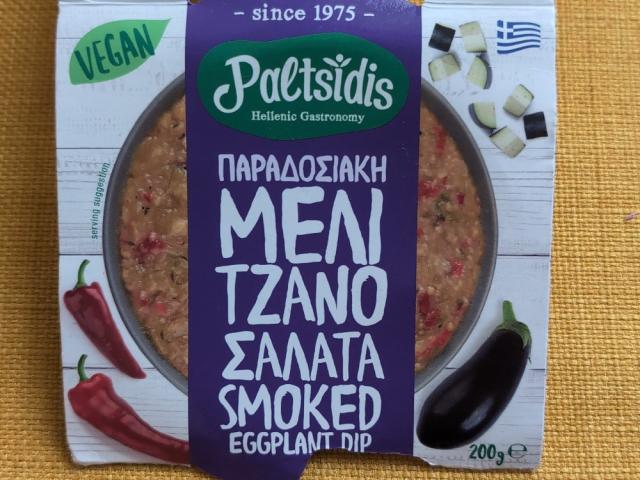 - since 1975 -
VEGAN
Paltsidis
Hellenic Gastronomy
serving suggestion
ΠΑΡΑΔΟΣΙΑΚΗ
ΜΕΛΙ
ΤΖΑΝΟ
ΣΑΛΑΤΑ
SMOKED
EGGPLANT DIP
200g ℮